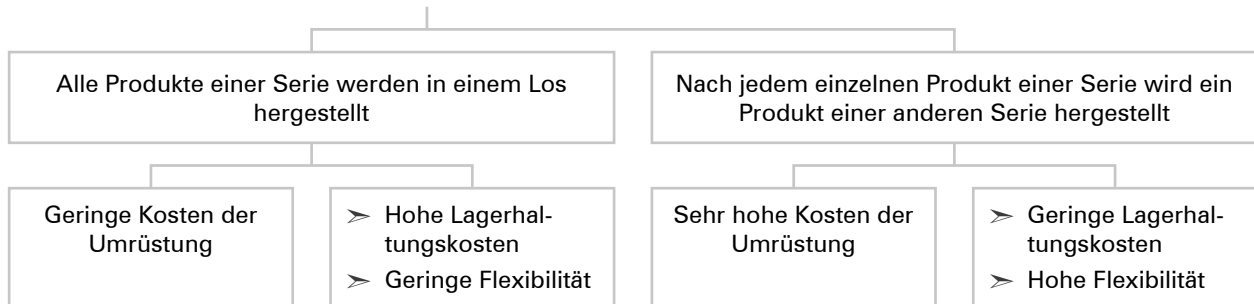 Alle Produkte einer Serie werden in einem Los
hergestellt
Nach jedem einzelnen Produkt einer Serie wird ein
Produkt einer anderen Serie hergestellt
Geringe Kosten der
Umrüstung
➢ Hohe Lagerhal-
tungskosten
➢ Geringe Flexibilität
Sehr hohe Kosten der
Umrüstung
➢ Geringe Lagerhal-
tungskosten
➢ Hohe Flexibilität